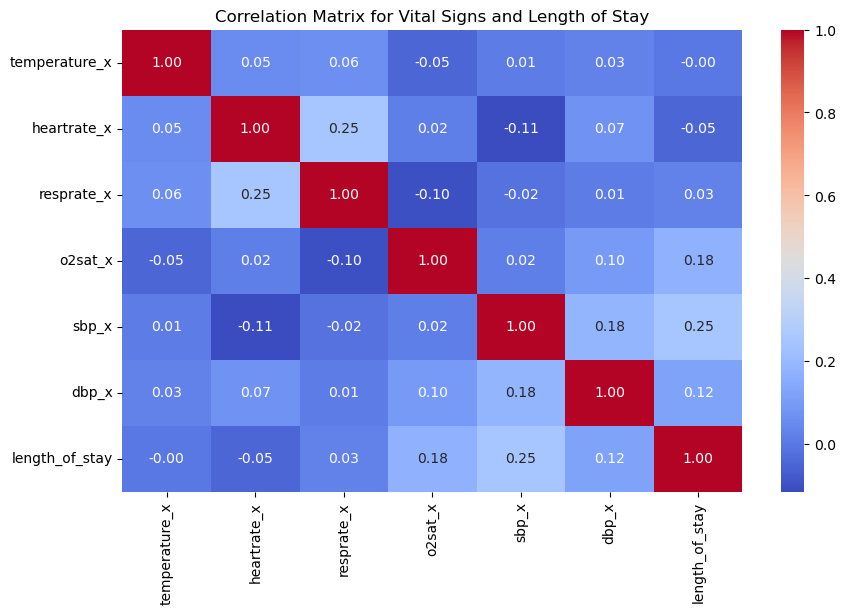 Correlation Matrix for Vital Signs and Length of Stay
temperature_x 1.00 0.05 0.06 -0.05 0.01 0.03 -0.00
heartrate_x 0.05 1.00 0.25 0.02 -0.11 0.07 -0.05
resprate_x 0.06 0.25 1.00 -0.10 -0.02 0.01 0.03
o2sat_x -0.05 0.02 -0.10 1.00 0.02 0.10 0.18
sbp_x 0.01 -0.11 -0.02 0.02 1.00 0.18 0.25
dbp_x 0.03 0.07 0.01 0.10 0.18 1.00 0.12
length_of_stay -0.00 -0.05 0.03 0.18 0.25 0.12 1.00
temperature_x heartrate_x resprate_x o2sat_x sbp_x dbp_x length_of_stay
1.0
0.8
0.6
0.4
0.2
0.0